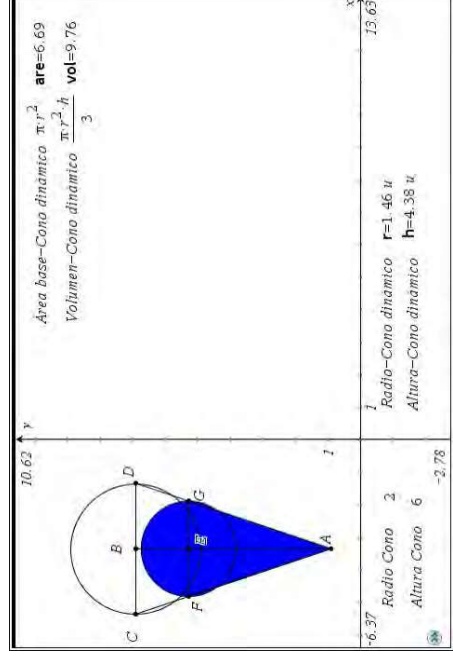 10.62
y
Área base–Cono dinámico π·r² are=6.69
Volumen–Cono dinámico π·r²·h/3 vol=9.76
C
B
D
F
E
G
A
1
x
-6.37
1
13.63
Radio Cono 2
Altura Cono 6
-2.78
Radio–Cono dinámico r=1.46 u
Altura–Cono dinámico h=4.38 u